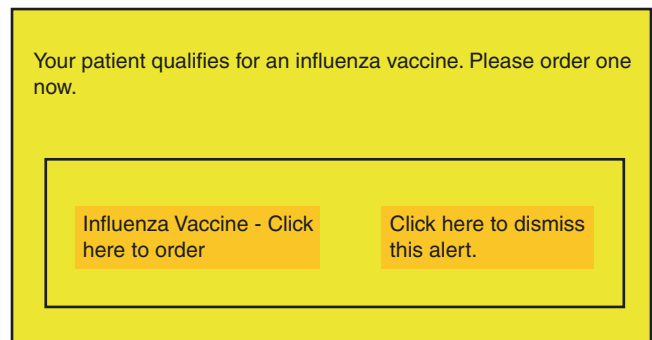 Your patient qualifies for an influenza vaccine. Please order one
now.
Influenza Vaccine - Click
here to order
Click here to dismiss
this alert.